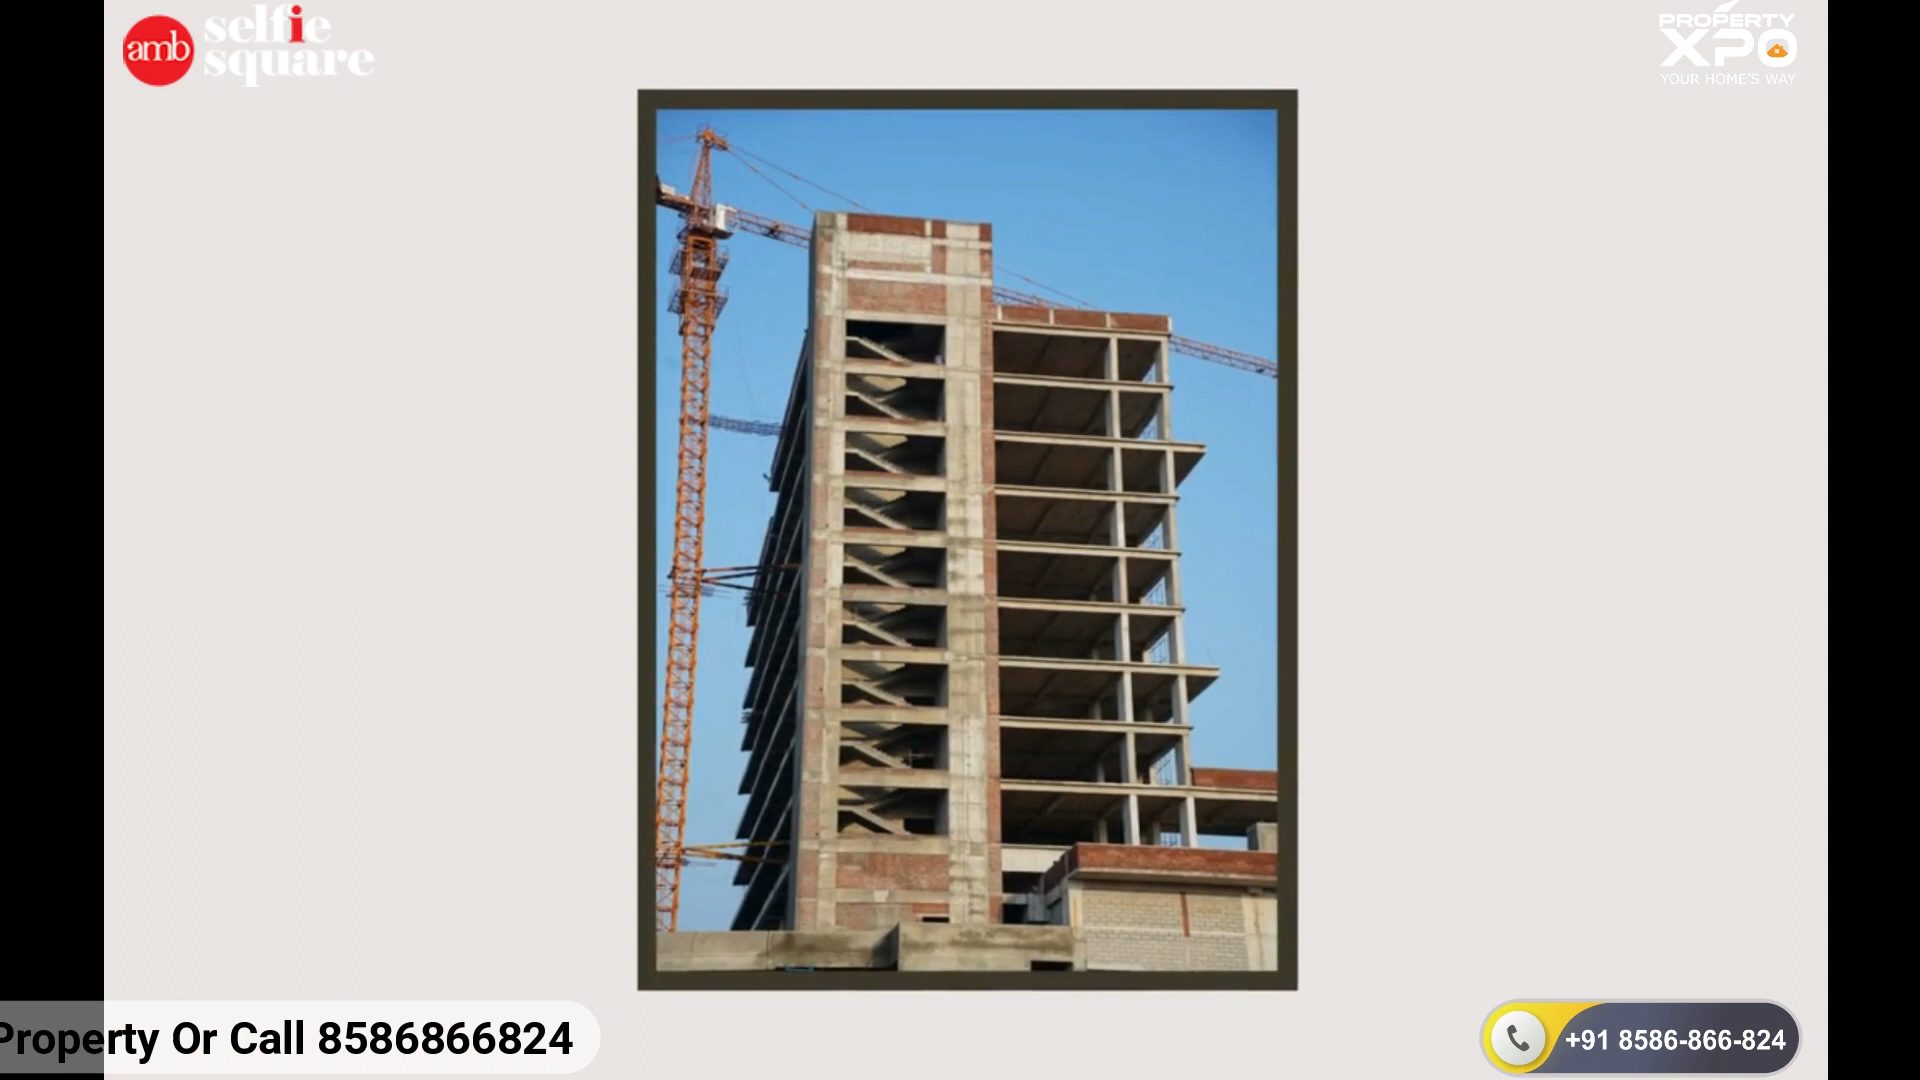 amb
selfie
square
PROPERTY
XPO
YOUR HOME'S WAY
Property Or Call 8586866824
+91 8586-866-824